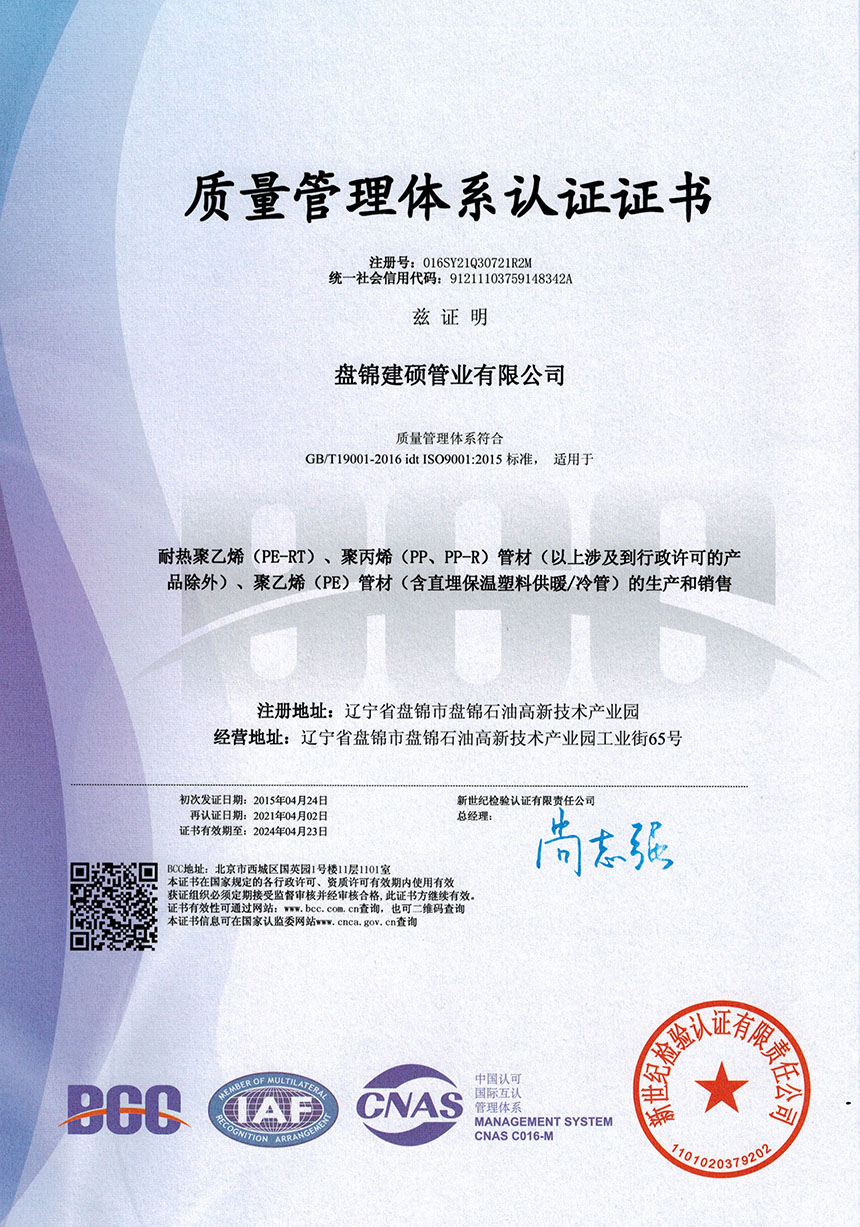 质量管理体系认证证书
注册号：016SY21Q30721R2M
统一社会信用代码：91211103759148342A
兹 证 明
盘锦建硕管业有限公司
质量管理体系符合
GB/T19001-2016 idt ISO9001:2015 标准， 适用于
耐热聚乙烯（PE-RT）、聚丙烯（PP、PP-R）管材（以上涉及到行政许可的产
品除外）、聚乙烯（PE）管材（含直埋保温塑料供暖/冷管）的生产和销售
注册地址：辽宁省盘锦市盘锦石油高新技术产业园
经营地址：辽宁省盘锦市盘锦石油高新技术产业园工业街65号
初次发证日期：2015年04月24日
再认证日期：2021年04月02日
证书有效期至：2024年04月23日
新世纪检验认证有限责任公司
总经理：
尚志强
BCC地址：北京市西城区国英园1号楼11层1101室
本证书在国家规定的各行政许可、资质许可有效期内使用有效
获证组织必须定期接受监督审核并经审核合格,此证书方继续有效。
证书有效性可通过网站：www.bcc.com.cn查询，也可二维码查询
本证书信息可在国家认监委网站www.cnca.gov.cn查询
BCC
MEMBER OF MULTILATERAL
IAF
RECOGNITION ARRANGEMENT
CNAS
中国认可
国际互认
管理体系
MANAGEMENT SYSTEM
CNAS C016-M
新世纪检验认证有限责任公司
1101020379202